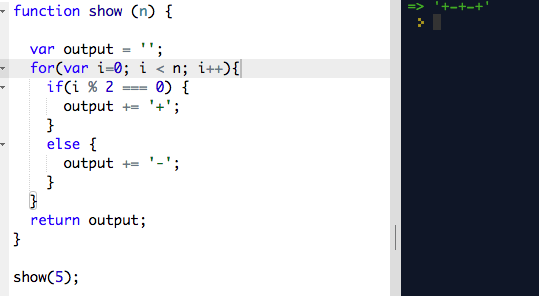 function show (n) {
var output = '';
for(var i=0; i < n; i++){
if(i % 2 === 0) {
output += '+';
}
else {
output += '-';
}
}
return output;
}
show(5);
=> '+-+-+'
>